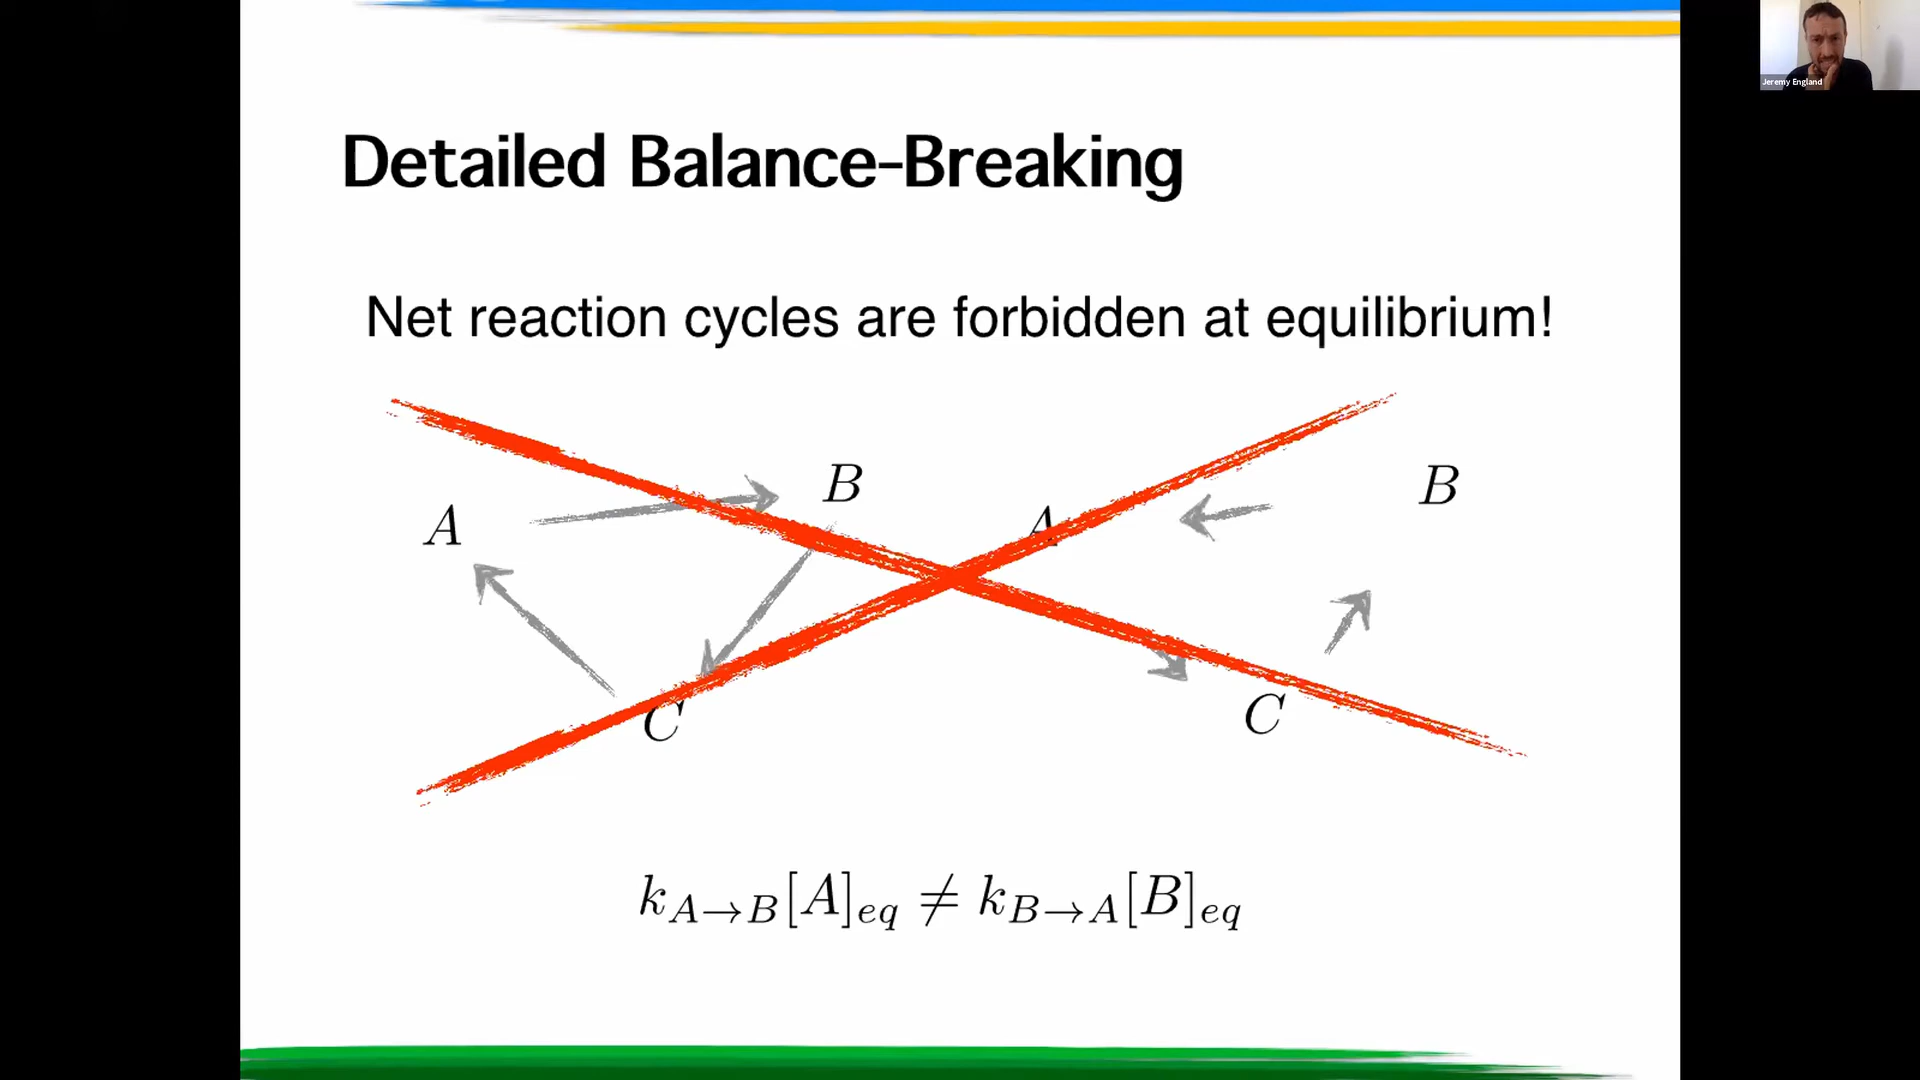 Jeremy England
Detailed Balance-Breaking
Net reaction cycles are forbidden at equilibrium!
A B A B
C C
k_{A→B}[A]_{eq} ≠ k_{B→A}[B]_{eq}